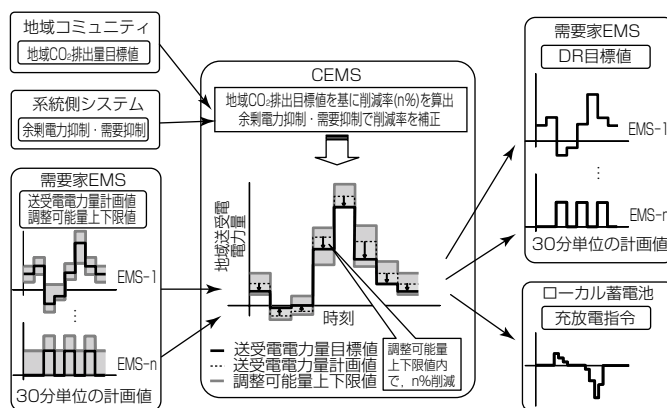 地域コミュニティ
地域CO₂排出量目標値
系統側システム
余剰電力抑制・需要抑制
需要家EMS
送受電電力量計画値
調整可能量上下限値
EMS-1
⋮
EMS-n
30分単位の計画値
CEMS
地域CO₂排出目標値を基に削減率(n%)を算出
余剰電力抑制・需要抑制で削減率を補正
地域送受電
電力量
時刻
送受電電力量目標値
送受電電力量計画値
調整可能量上下限値
調整可能量
上下限値内
で，n%削減
需要家EMS
DR目標値
EMS-1
⋮
EMS-n
30分単位の計画値
ローカル蓄電池
充放電指令